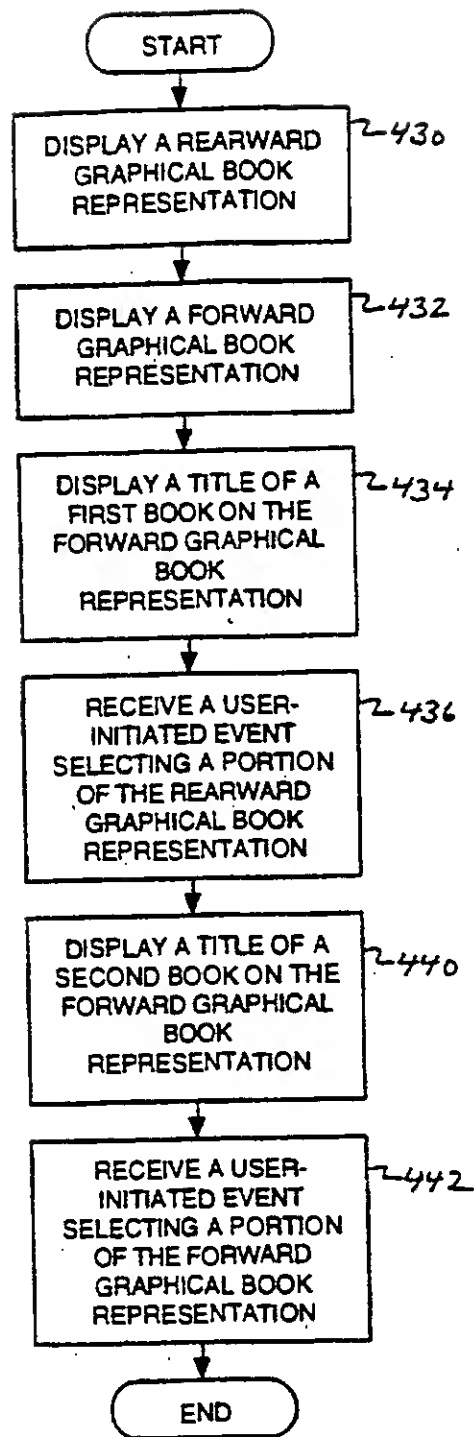 START
DISPLAY A REARWARD
GRAPHICAL BOOK
REPRESENTATION
430
DISPLAY A FORWARD
GRAPHICAL BOOK
REPRESENTATION
432
DISPLAY A TITLE OF A
FIRST BOOK ON THE
FORWARD GRAPHICAL
BOOK
REPRESENTATION
434
RECEIVE A USER-
INITIATED EVENT
SELECTING A PORTION
OF THE REARWARD
GRAPHICAL BOOK
REPRESENTATION
436
DISPLAY A TITLE OF A
SECOND BOOK ON THE
FORWARD GRAPHICAL
BOOK
REPRESENTATION
440
RECEIVE A USER-
INITIATED EVENT
SELECTING A PORTION
OF THE FORWARD
GRAPHICAL BOOK
REPRESENTATION
442
END